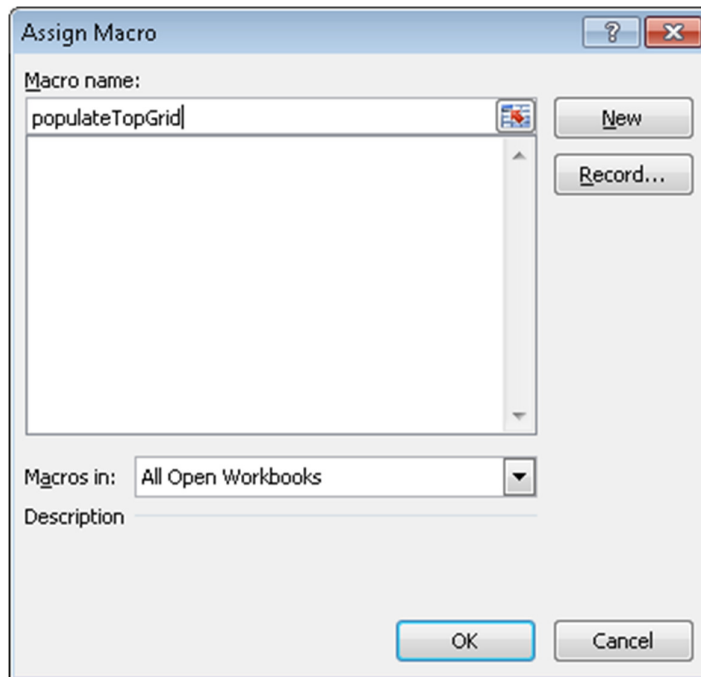 Assign Macro
Macro name:
populateTopGrid
New
Record...
Macros in: All Open Workbooks
Description
OK Cancel